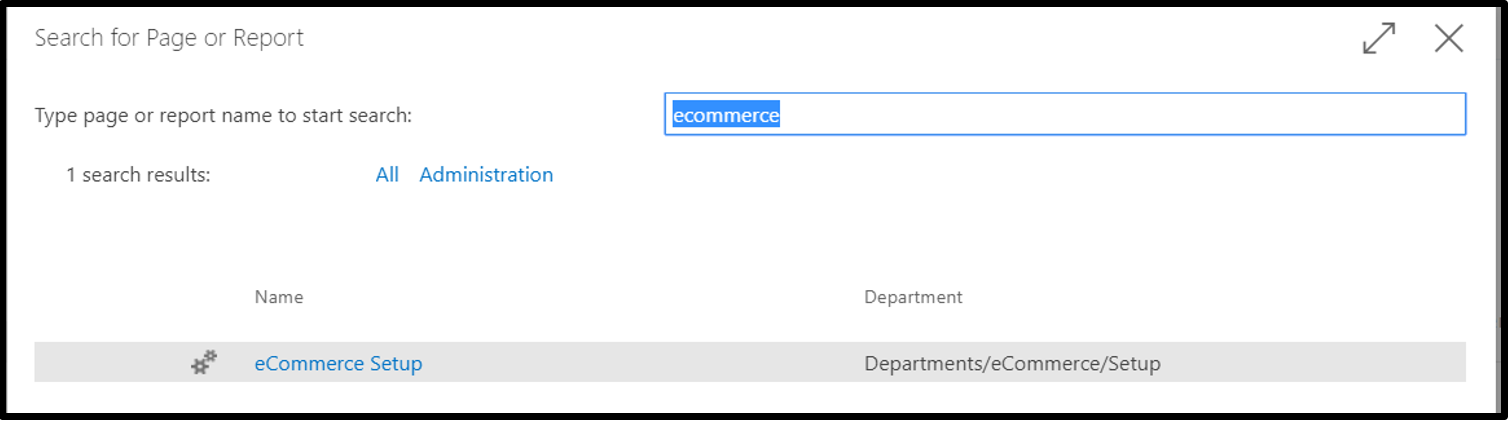 Search for Page or Report
Type page or report name to start search: ecommerce
1 search results: All Administration
Name Department
eCommerce Setup Departments/eCommerce/Setup